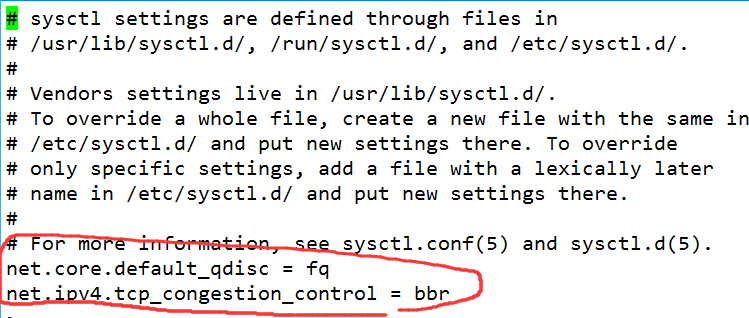 # sysctl settings are defined through files in
# /usr/lib/sysctl.d/, /run/sysctl.d/, and /etc/sysctl.d/.
#
# Vendors settings live in /usr/lib/sysctl.d/.
# To override a whole file, create a new file with the same in
# /etc/sysctl.d/ and put new settings there. To override
# only specific settings, add a file with a lexically later
# name in /etc/sysctl.d/ and put new settings there.
#
# For more information, see sysctl.conf(5) and sysctl.d(5).
net.core.default_qdisc = fq
net.ipv4.tcp_congestion_control = bbr